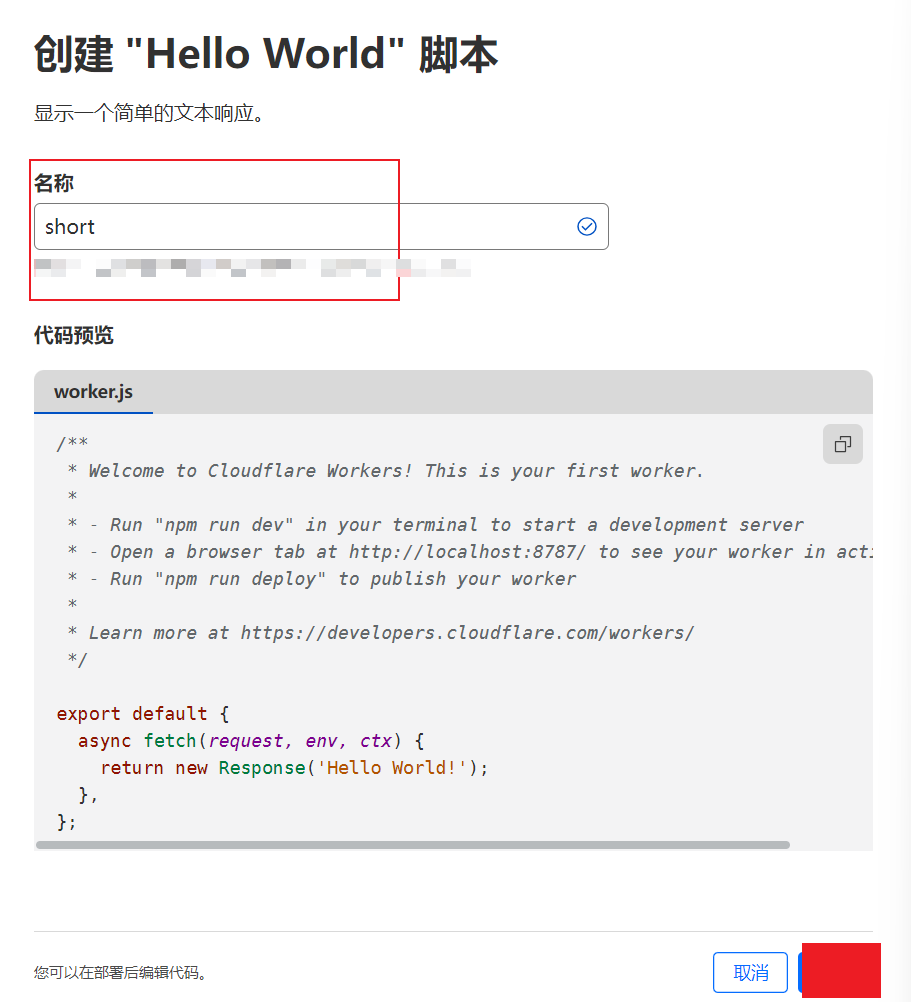 创建 "Hello World" 脚本
显示一个简单的文本响应。
名称
short
代码预览
worker.js
/**
 * Welcome to Cloudflare Workers! This is your first worker.
 *
 * - Run "npm run dev" in your terminal to start a development server
 * - Open a browser tab at http://localhost:8787/ to see your worker in acti
 * - Run "npm run deploy" to publish your worker
 *
 * Learn more at https://developers.cloudflare.com/workers/
 */
export default {
  async fetch(request, env, ctx) {
    return new Response('Hello World!');
  },
};
您可以在部署后编辑代码。
取消